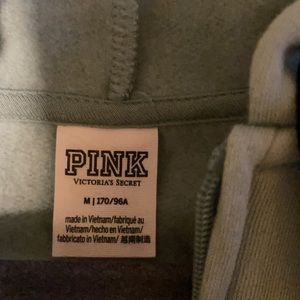 PINK
VICTORIA'S SECRET
M | 170/96A
made in Vietnam/fabriqué au
Vietnam/hecho en Vietnam/
fabbricato in Vietnam/ 越南制造